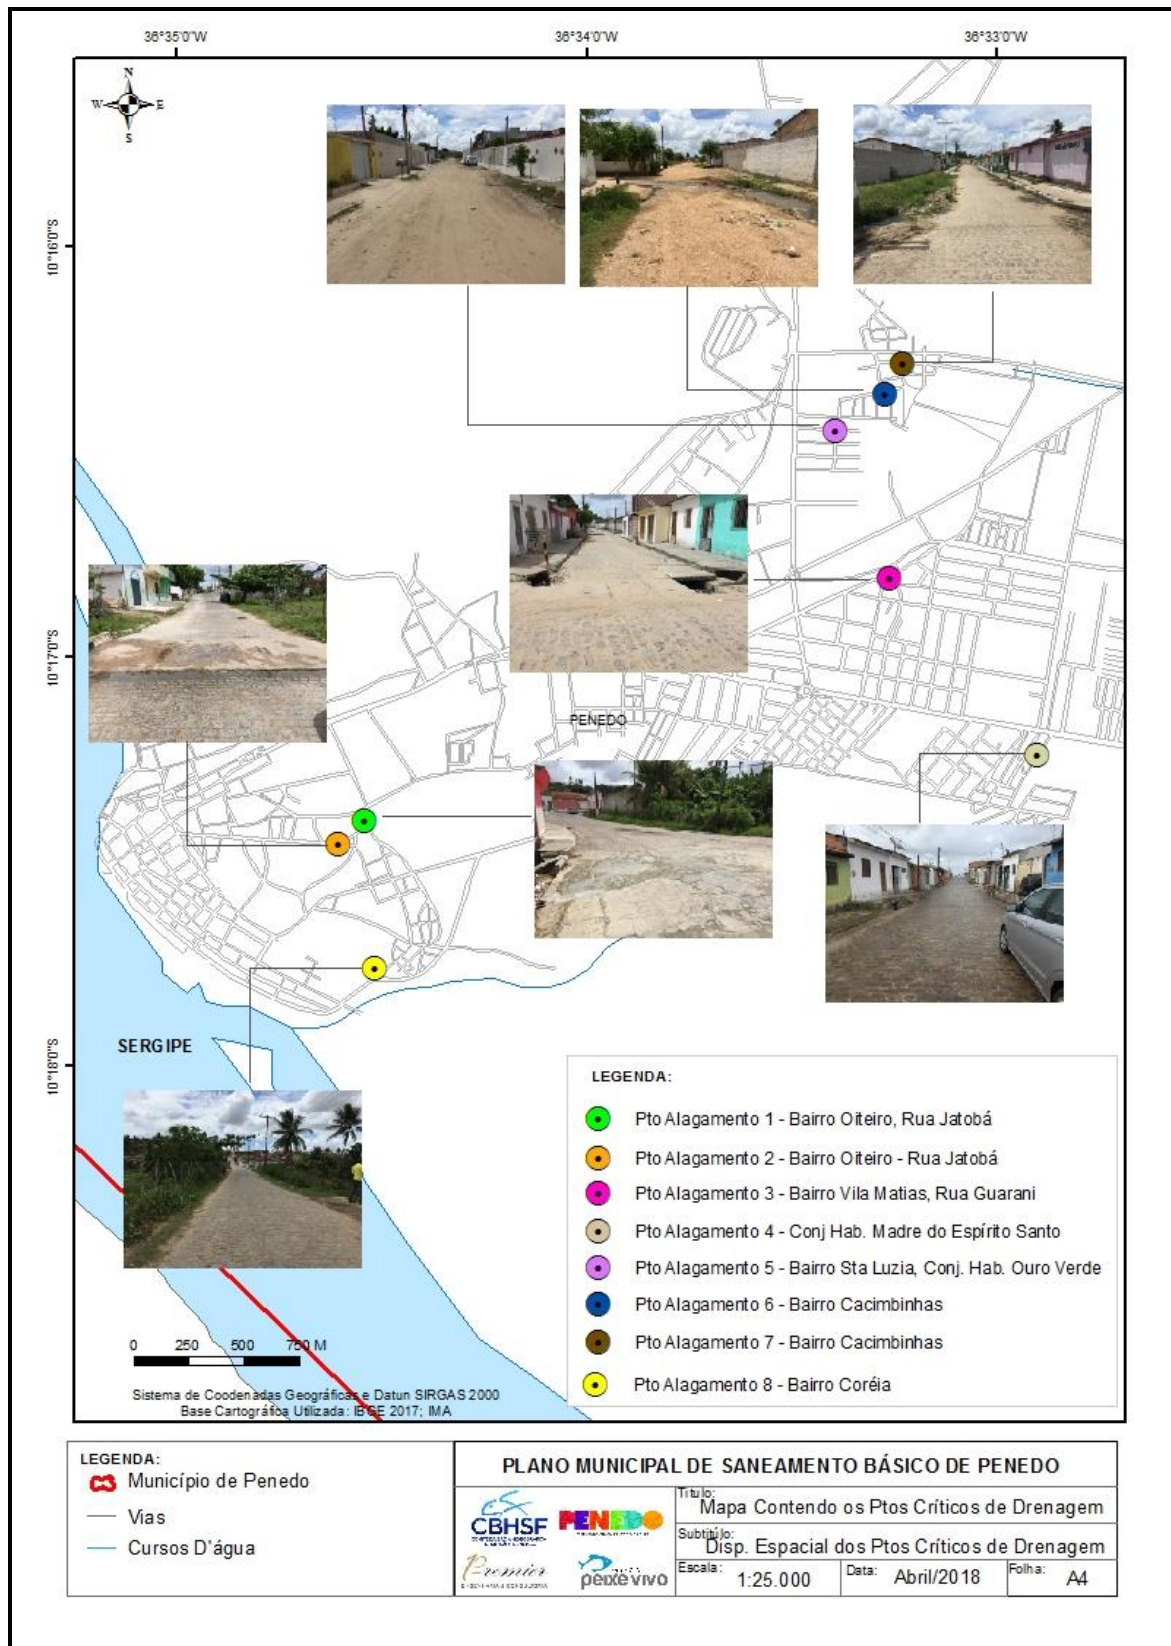 36°35'0"W
36°34'0"W
36°33'0"W
N
W E
S
10°16'0"S
10°17'0"S
PENEDO
SERGIPE
10°18'0"S
LEGENDA:
Pto Alagamento 1 - Bairro Oiteiro, Rua Jatobá
Pto Alagamento 2 - Bairro Oiteiro - Rua Jatobá
Pto Alagamento 3 - Bairro Vila Matias, Rua Guarani
Pto Alagamento 4 - Conj Hab. Madre do Espírito Santo
Pto Alagamento 5 - Bairro Sta Luzia, Conj. Hab. Ouro Verde
Pto Alagamento 6 - Bairro Cacimbinhas
Pto Alagamento 7 - Bairro Cacimbinhas
Pto Alagamento 8 - Bairro Coréia
0 250 500 750 M
Sistema de Coodenadas Geográficas e Datun SIRGAS 2000
Base Cartográfica Utilizada: IBGE 2017; IMA
LEGENDA:
Município de Penedo
Vias
Cursos D'água
PLANO MUNICIPAL DE SANEAMENTO BÁSICO DE PENEDO
CBHSF
PENEDO
Premier
peixe vivo
Titulo:
Mapa Contendo os Ptos Críticos de Drenagem
Subtitúlo:
Disp. Espacial dos Ptos Críticos de Drenagem
Escala: 1:25.000
Data: Abril/2018
Folha: A4